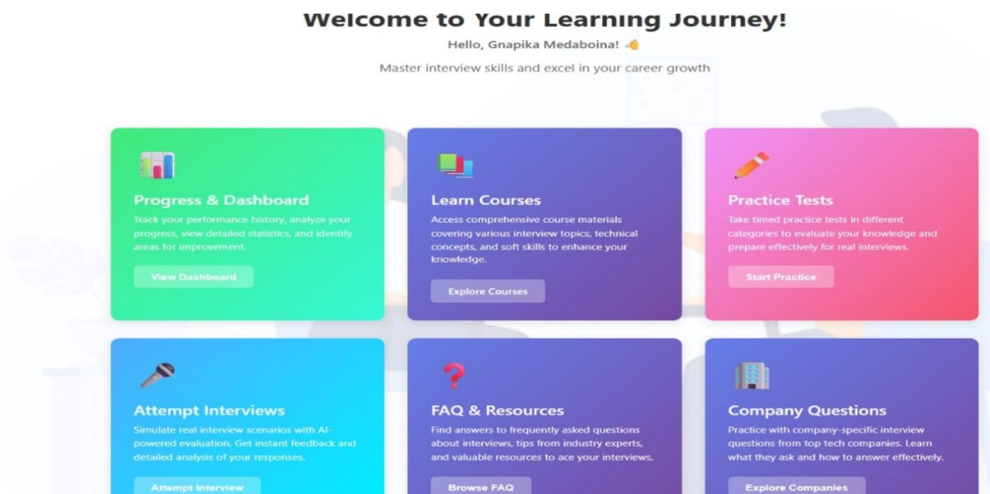 Welcome to Your Learning Journey!
Hello, Gnapika Medaboina! 👋
Master interview skills and excel in your career growth
Progress & Dashboard
Track your performance history, analyze your
progress, view detailed statistics, and identify
areas for improvement.
View Dashboard
Learn Courses
Access comprehensive course materials
covering various interview topics, technical
concepts, and soft skills to enhance your
knowledge.
Explore Courses
Practice Tests
Take timed practice tests in different
categories to evaluate your knowledge and
prepare effectively for real interviews.
Start Practice
Attempt Interviews
Simulate real interview scenarios with AI-
powered evaluation. Get instant feedback and
detailed analysis of your responses.
Attempt Interview
FAQ & Resources
Find answers to frequently asked questions
about interviews, tips from industry experts,
and valuable resources to ace your interviews.
Browse FAQ
Company Questions
Practice with company-specific interview
questions from top tech companies. Learn
what they ask and how to answer effectively.
Explore Companies